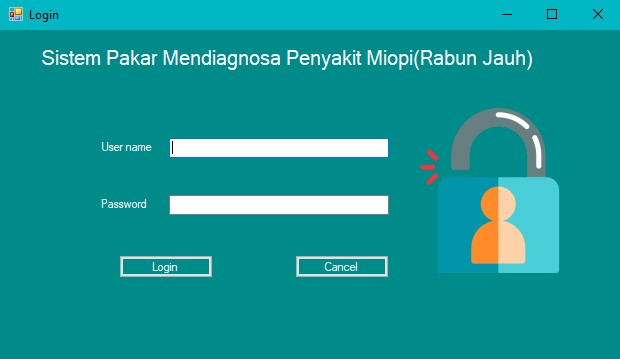 Login
Sistem Pakar Mendiagnosa Penyakit Miopi(Rabun Jauh)
User name
Password
Login Cancel